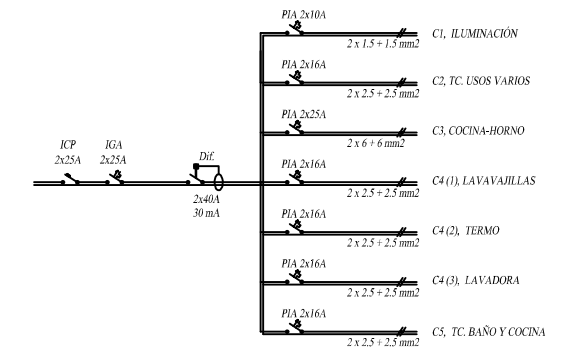 PIA 2x10A
C1, ILUMINACIÓN
2 x 1.5 + 1.5 mm2
PIA 2x16A
C2, TC. USOS VARIOS
2 x 2.5 + 2.5 mm2
PIA 2x25A
C3, COCINA-HORNO
2 x 6 + 6 mm2
ICP
2x25A
IGA
2x25A
Dif.
2x40A
30 mA
PIA 2x16A
C4 (1), LAVAVAJILLAS
2 x 2.5 + 2.5 mm2
PIA 2x16A
C4 (2), TERMO
2 x 2.5 + 2.5 mm2
PIA 2x16A
C4 (3), LAVADORA
2 x 2.5 + 2.5 mm2
PIA 2x16A
C5, TC. BAÑO Y COCINA
2 x 2.5 + 2.5 mm2